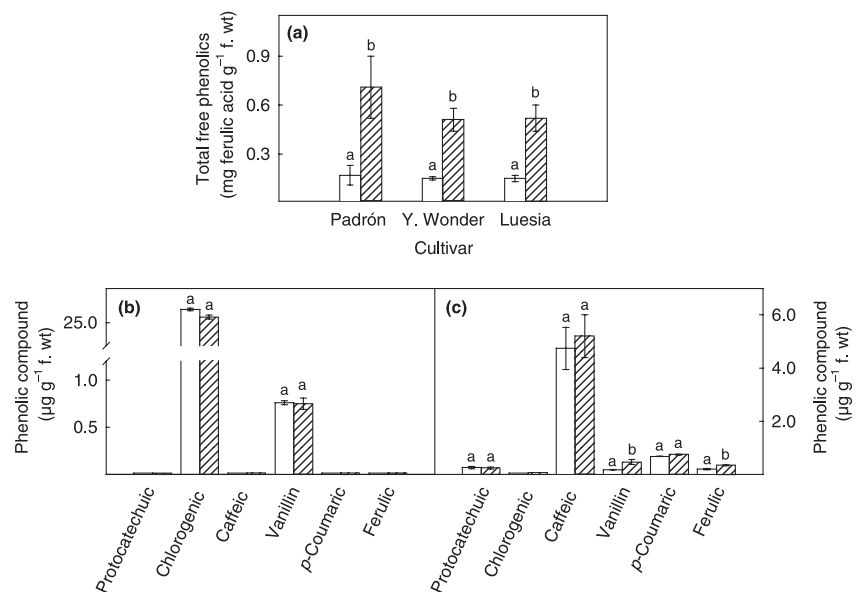 (a)
Total free phenolics
(mg ferulic acid g⁻¹ f. wt)
0.9
0.6
0.3
a
b
a
b
a
b
Padrón Y. Wonder Luesia
Cultivar
(b)
Phenolic compound
(µg g⁻¹ f. wt)
25.0
1.0
0.5
a
a
a
a
Protocatechuic
Chlorogenic
Caffeic
Vanillin
p-Coumaric
Ferulic
(c)
a
a
a
a
a
b
a
a
a
b
Protocatechuic
Chlorogenic
Caffeic
Vanillin
p-Coumaric
Ferulic
6.0
4.0
2.0
Phenolic compound
(µg g⁻¹ f. wt)